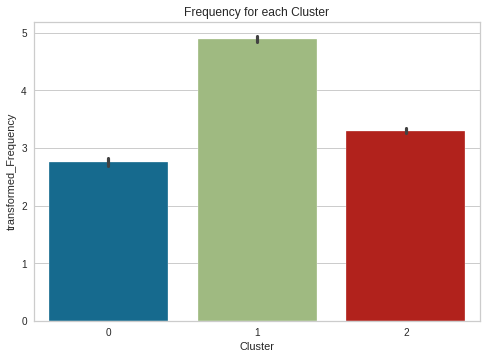 Frequency for each Cluster
transformed_Frequency
5
4
3
2
1
0
0 1 2
Cluster